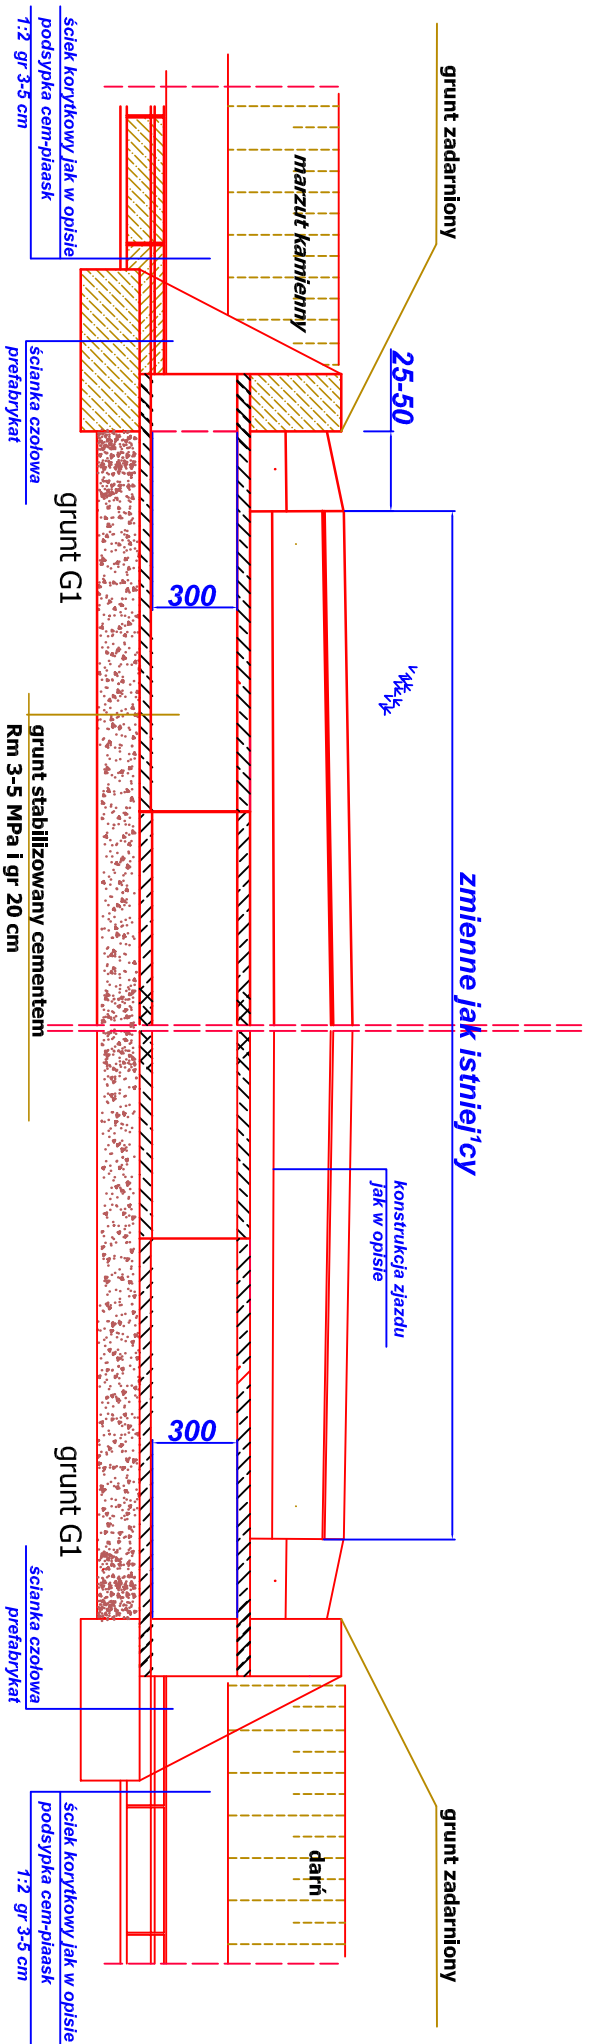 grunt zadarniony
grunt zadarniony
zmienne jak istniej¹cy
25-50
konstrukcja zjazdu
jak w opisie
marzut kamienny
darń
300
300
grunt G1
grunt G1
ściek korytkowy jak w opisie
podsypka cem-piaask
1:2 gr 3-5 cm
ścianka czołowa
prefabrykat
grunt stabilizowany cementem
Rm 3-5 MPa i gr 20 cm
ścianka czołowa
prefabrykat
ściek korytkowy jak w opisie
podsypka cem-piaask
1:2 gr 3-5 cm